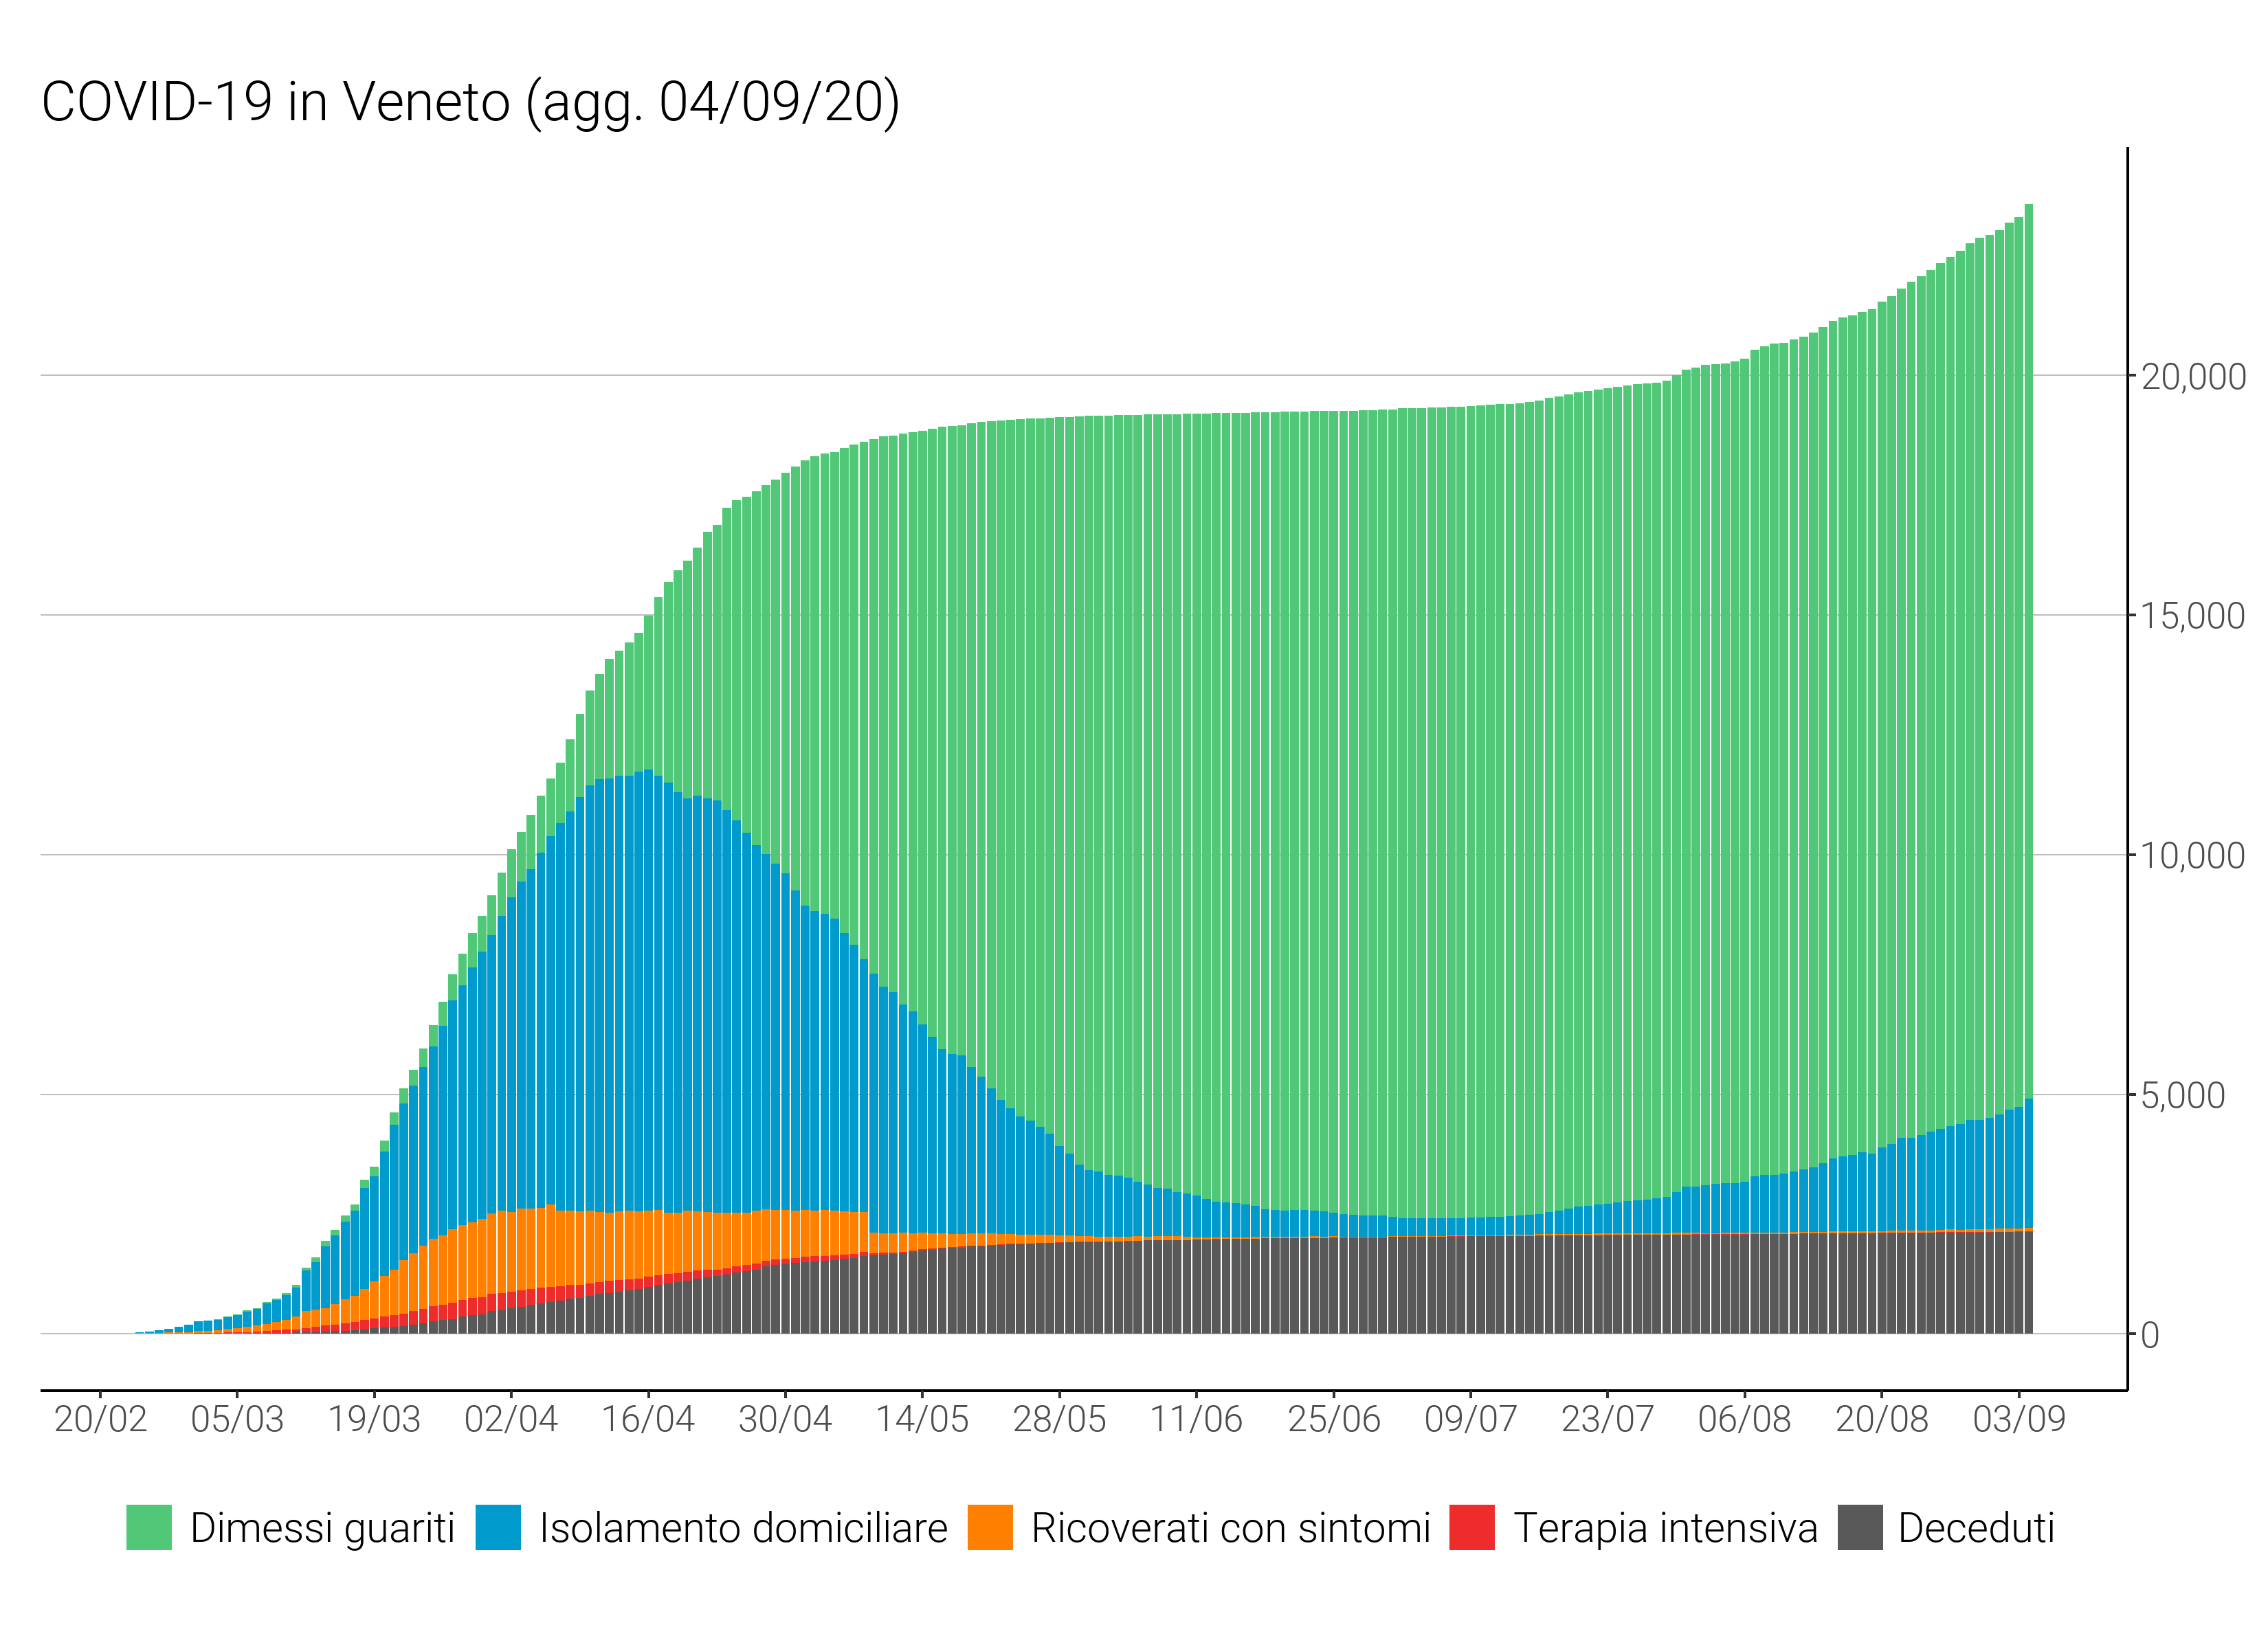 COVID-19 in Veneto (agg. 04/09/20)
20,000
15,000
10,000
5,000
0
20/02 05/03 19/03 02/04 16/04 30/04 14/05 28/05 11/06 25/06 09/07 23/07 06/08 20/08 03/09
Dimessi guariti Isolamento domiciliare Ricoverati con sintomi Terapia intensiva Deceduti